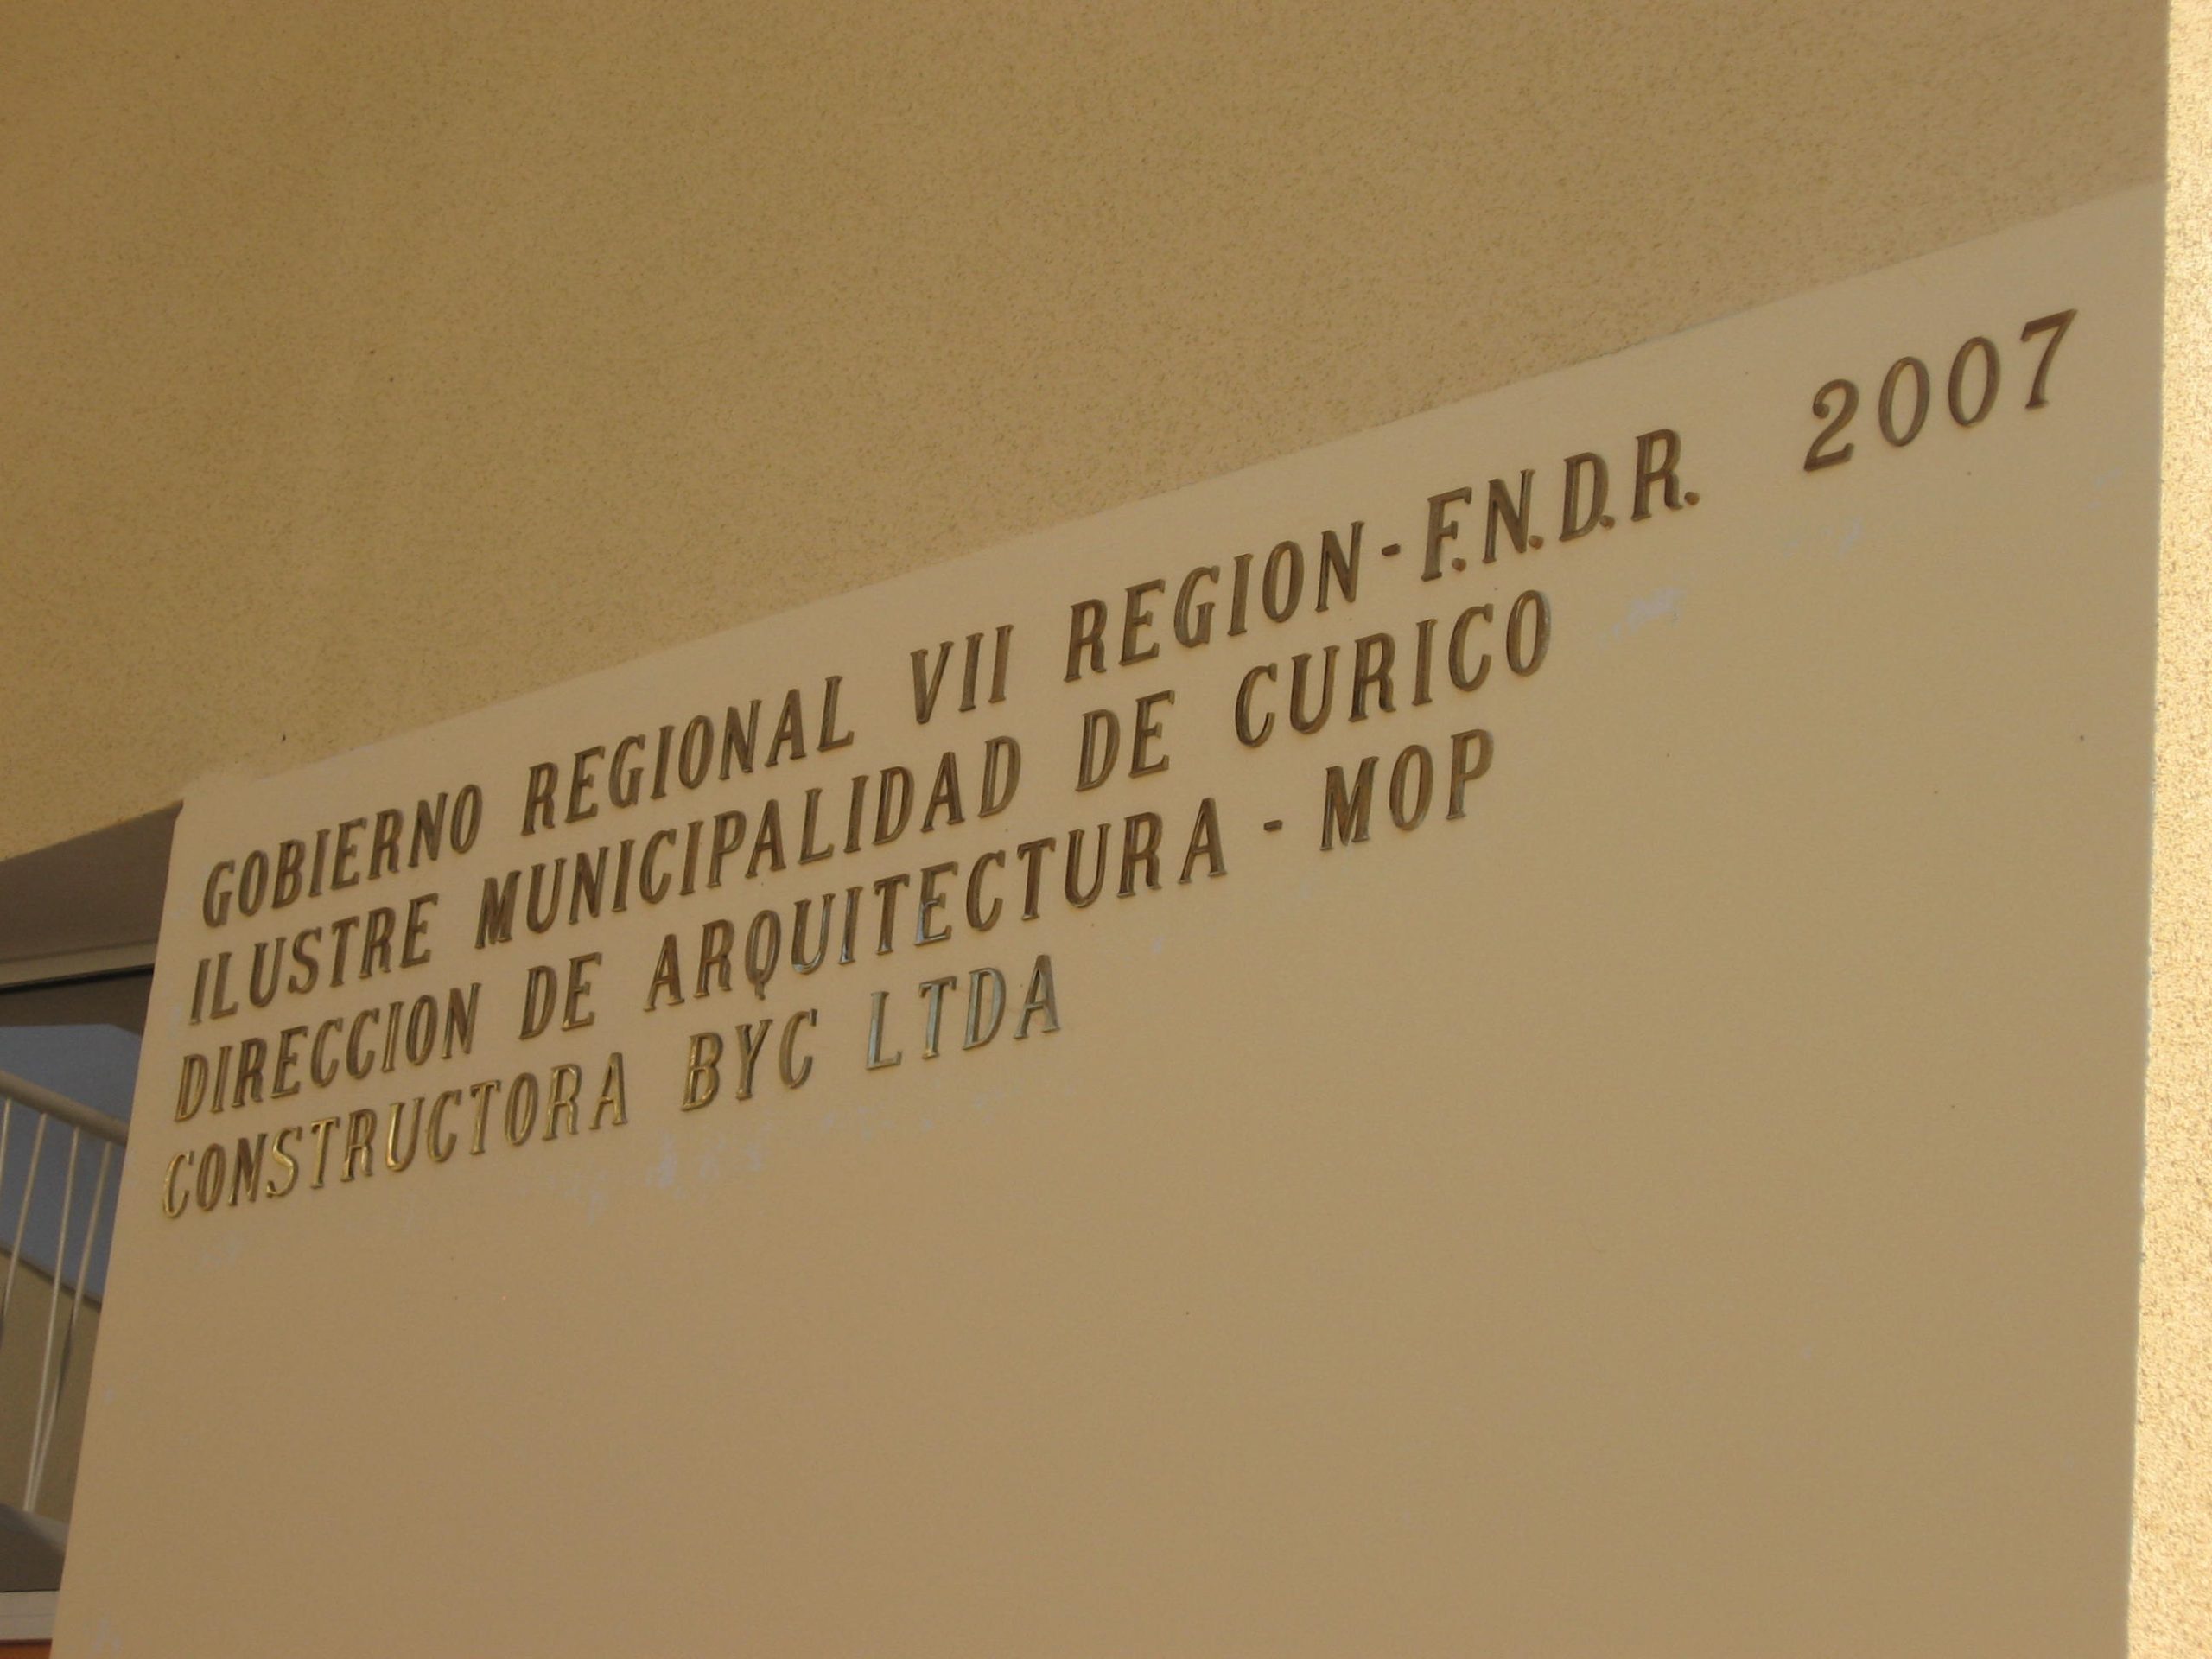 GOBIERNO REGIONAL VII REGION - F.N.D.R. 2007
ILUSTRE MUNICIPALIDAD DE CURICO
DIRECCION DE ARQUITECTURA - MOP
CONSTRUCTORA BYC LTDA